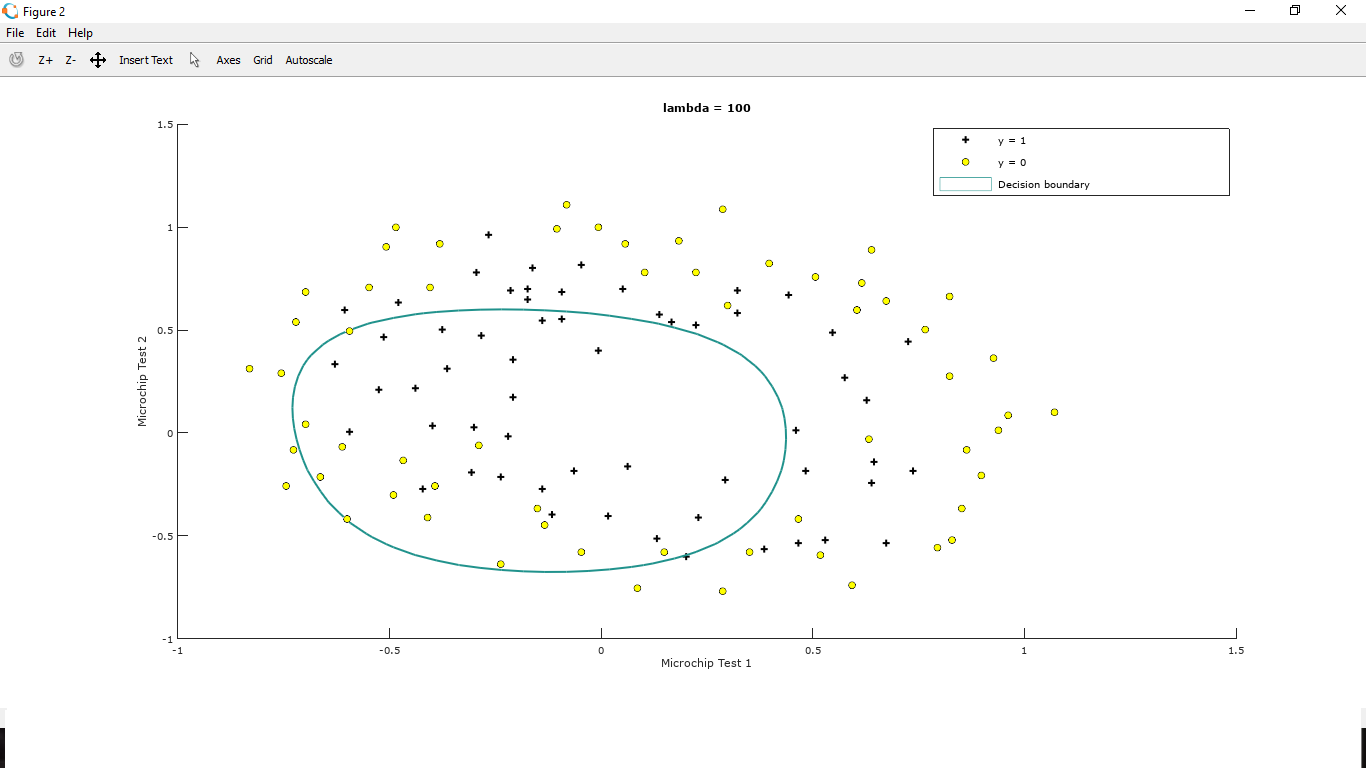 Figure 2
File Edit Help
Z+ Z- Insert Text Axes Grid Autoscale
lambda = 100
1.5
1
0.5
0
-0.5
-1
Microchip Test 2
-1 -0.5 0 0.5 1 1.5
Microchip Test 1
y = 1
y = 0
Decision boundary